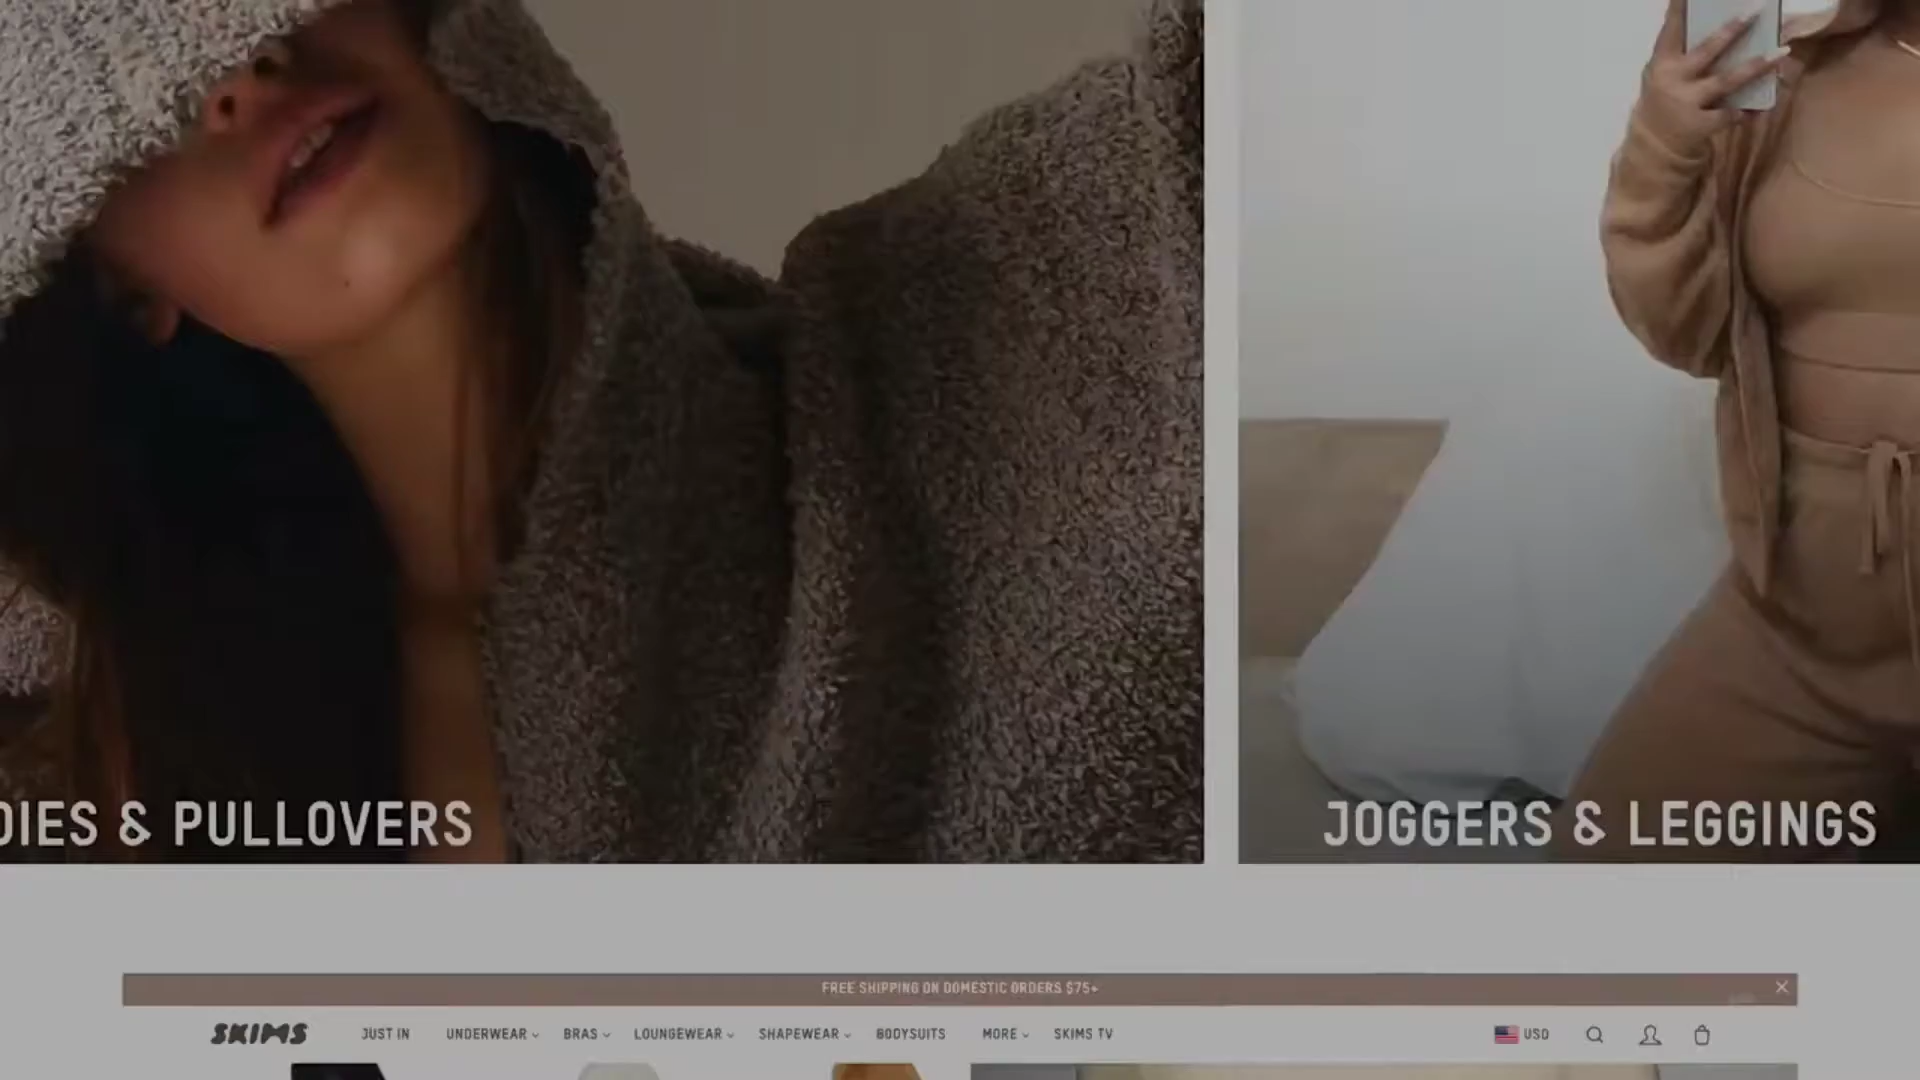 DIES & PULLOVERS
JOGGERS & LEGGINGS
FREE SHIPPING ON DOMESTIC ORDERS $75+
SKIMS JUST IN UNDERWEAR BRAS LOUNGEWEAR SHAPEWEAR BODYSUITS MORE SKIMS TV USD